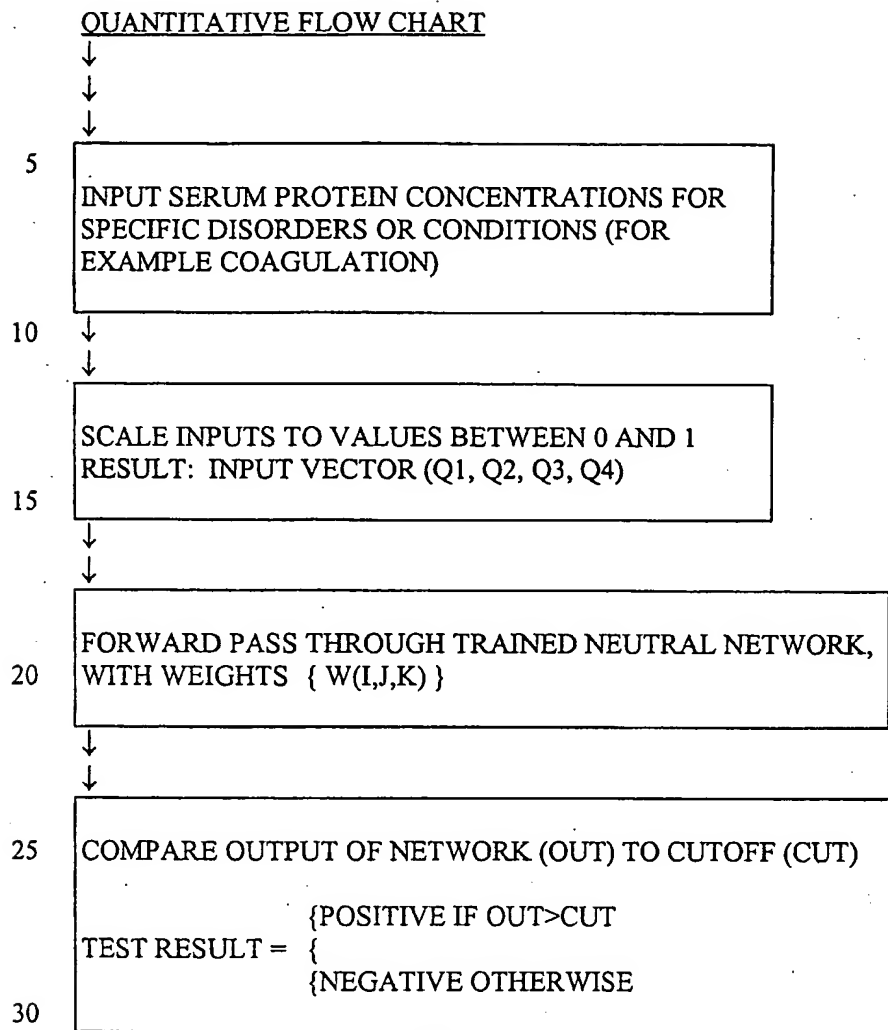 QUANTITATIVE FLOW CHART
↓
↓
↓
5
INPUT SERUM PROTEIN CONCENTRATIONS FOR
SPECIFIC DISORDERS OR CONDITIONS (FOR
EXAMPLE COAGULATION)
10 ↓
↓
SCALE INPUTS TO VALUES BETWEEN 0 AND 1
RESULT: INPUT VECTOR (Q1, Q2, Q3, Q4)
15
↓
↓
FORWARD PASS THROUGH TRAINED NEUTRAL NETWORK,
20 WITH WEIGHTS { W(I,J,K) }
↓
↓
25 COMPARE OUTPUT OF NETWORK (OUT) TO CUTOFF (CUT)
{POSITIVE IF OUT>CUT
TEST RESULT = {
{NEGATIVE OTHERWISE
30